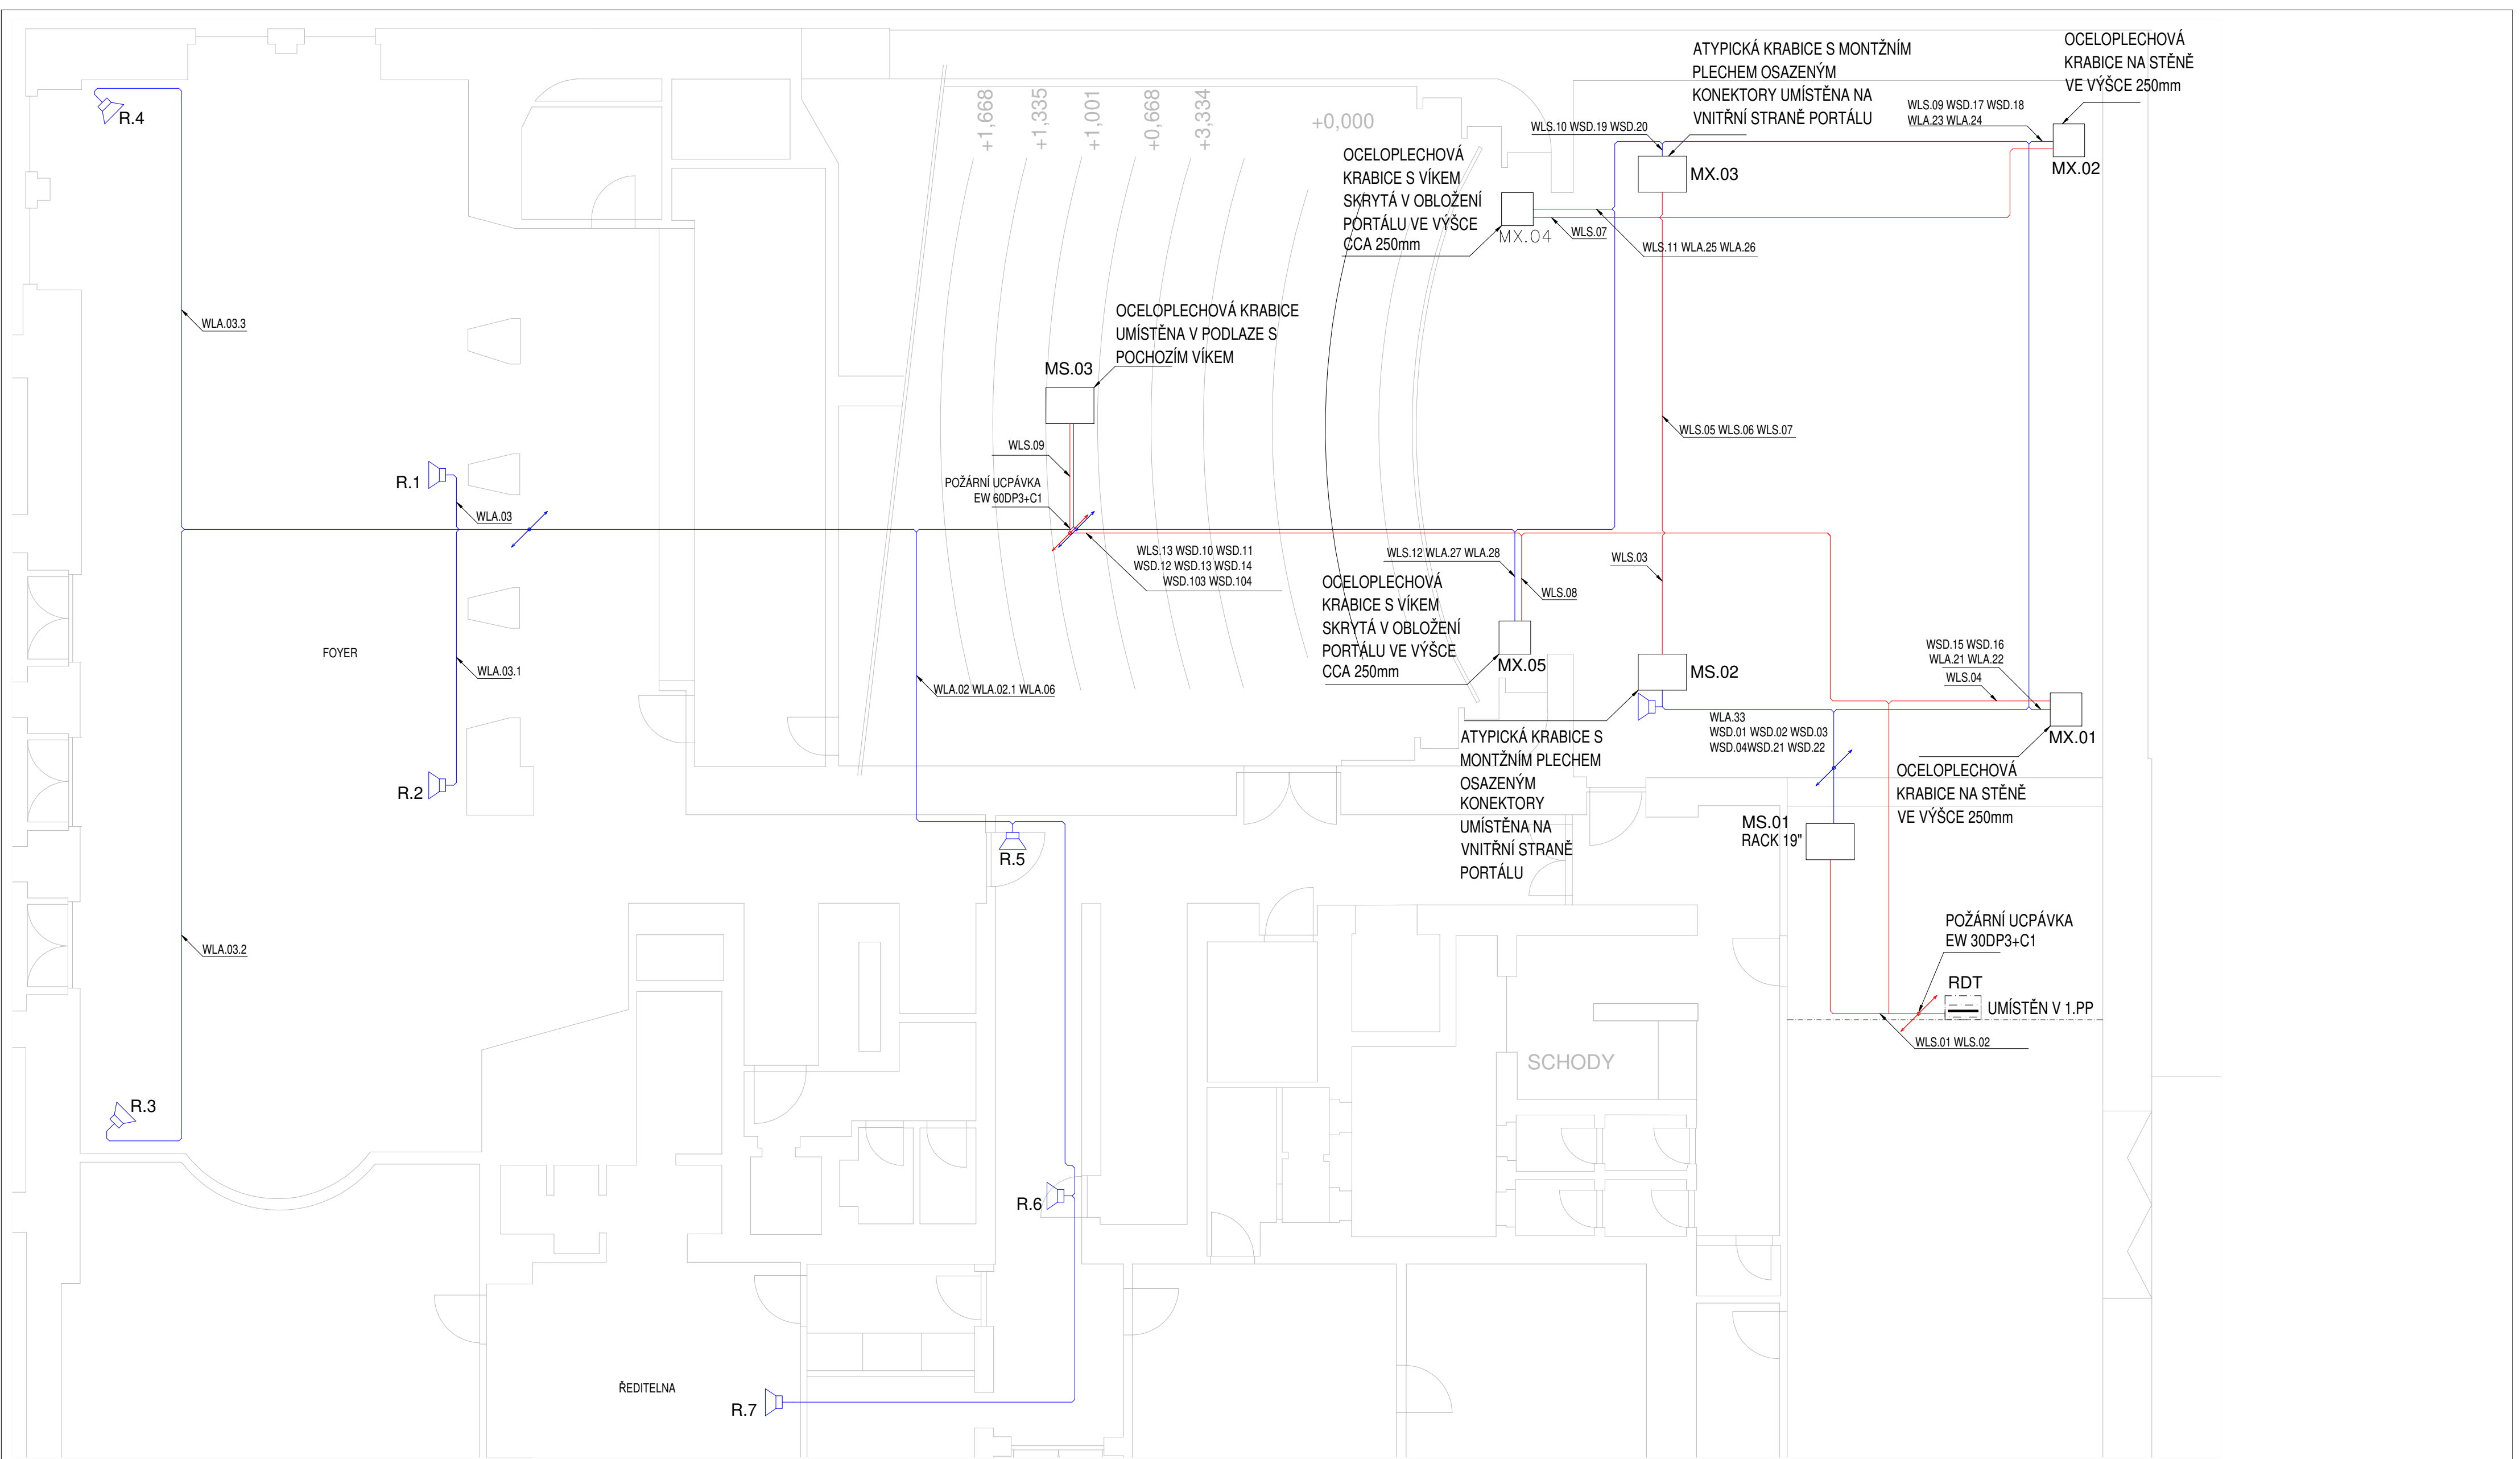 OCELOPLECHOVÁ
KRABICE NA STĚNĚ
VE VÝŠCE 250mm
ATYPICKÁ KRABICE S MONTŽNÍM
PLECHEM OSAZENÝM
KONEKTORY UMÍSTĚNA NA
VNITŘNÍ STRANĚ PORTÁLU
WLS.09 WSD.17 WSD.18
WLA.23 WLA.24
MX.02
WLS.10 WSD.19 WSD.20
MX.03
R.4
+1,668
+1,335
+1,001
+0,668
+3,334
+0,000
OCELOPLECHOVÁ
KRABICE S VÍKEM
SKRYTÁ V OBLOŽENÍ
PORTÁLU VE VÝŠCE
CCA 250mm
MX.04
WLS.07
WLS.11 WLA.25 WLA.26
WLA.03.3
OCELOPLECHOVÁ KRABICE
UMÍSTĚNA V PODLAZE S
POCHOZÍM VÍKEM
MS.03
WLS.05 WLS.06 WLS.07
WLS.09
POŽÁRNÍ UCPÁVKA
EW 60DP3+C1
R.1
WLA.03
WLS.13 WSD.10 WSD.11
WSD.12 WSD.13 WSD.14
WSD.103 WSD.104
WLS.12 WLA.27 WLA.28
WLS.08
WLS.03
OCELOPLECHOVÁ
KRABICE S VÍKEM
SKRYTÁ V OBLOŽENÍ
PORTÁLU VE VÝŠCE
CCA 250mm
MX.05
MS.02
FOYER
WLA.03.1
WLA.02 WLA.02.1 WLA.06
WSD.15 WSD.16
WLA.21 WLA.22
WLS.04
MX.01
WLA.33
WSD.01 WSD.02 WSD.03
WSD.04WSD.21 WSD.22
ATYPICKÁ KRABICE S
MONTŽNÍM PLECHEM
OSAZENÝM
KONEKTORY
UMÍSTĚNA NA
VNITŘNÍ STRANĚ
PORTÁLU
OCELOPLECHOVÁ
KRABICE NA STĚNĚ
VE VÝŠCE 250mm
R.2
MS.01
RACK 19"
R.5
WLA.03.2
POŽÁRNÍ UCPÁVKA
EW 30DP3+C1
RDT
UMÍSTĚN V 1.PP
WLS.01 WLS.02
SCHODY
R.3
R.6
ŘEDITELNA
R.7